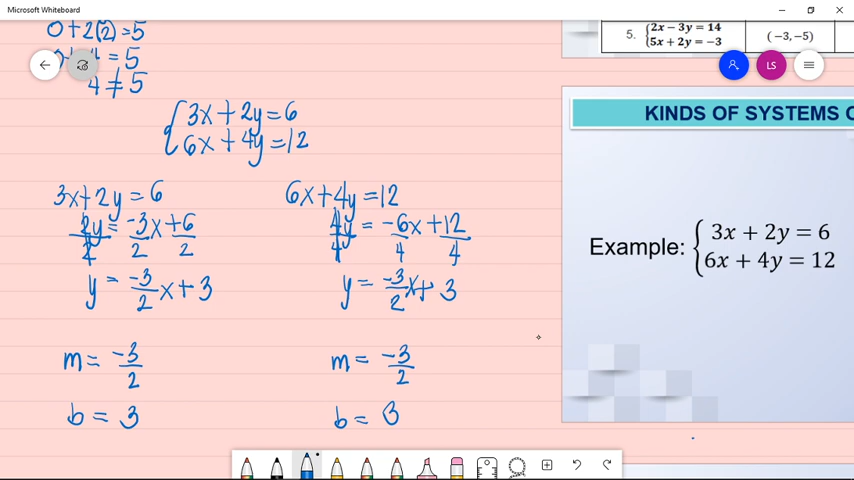 Microsoft Whiteboard
0+2(2)=5
4 = 5
4 ≠ 5
3x+2y=6
6x+4y=12
3x+2y=6
2y = -3x+6
2 2 2
y = -3/2 x + 3
m = -3/2
b = 3
6x+4y=12
4y = -6x+12
4 4 4
y = -3/2 x + 3
m = -3/2
b = 3
5. {2x − 3y = 14
5x + 2y = −3
(−3, −5)
LS
KINDS OF SYSTEMS
Example: {3x + 2y = 6
6x + 4y = 12